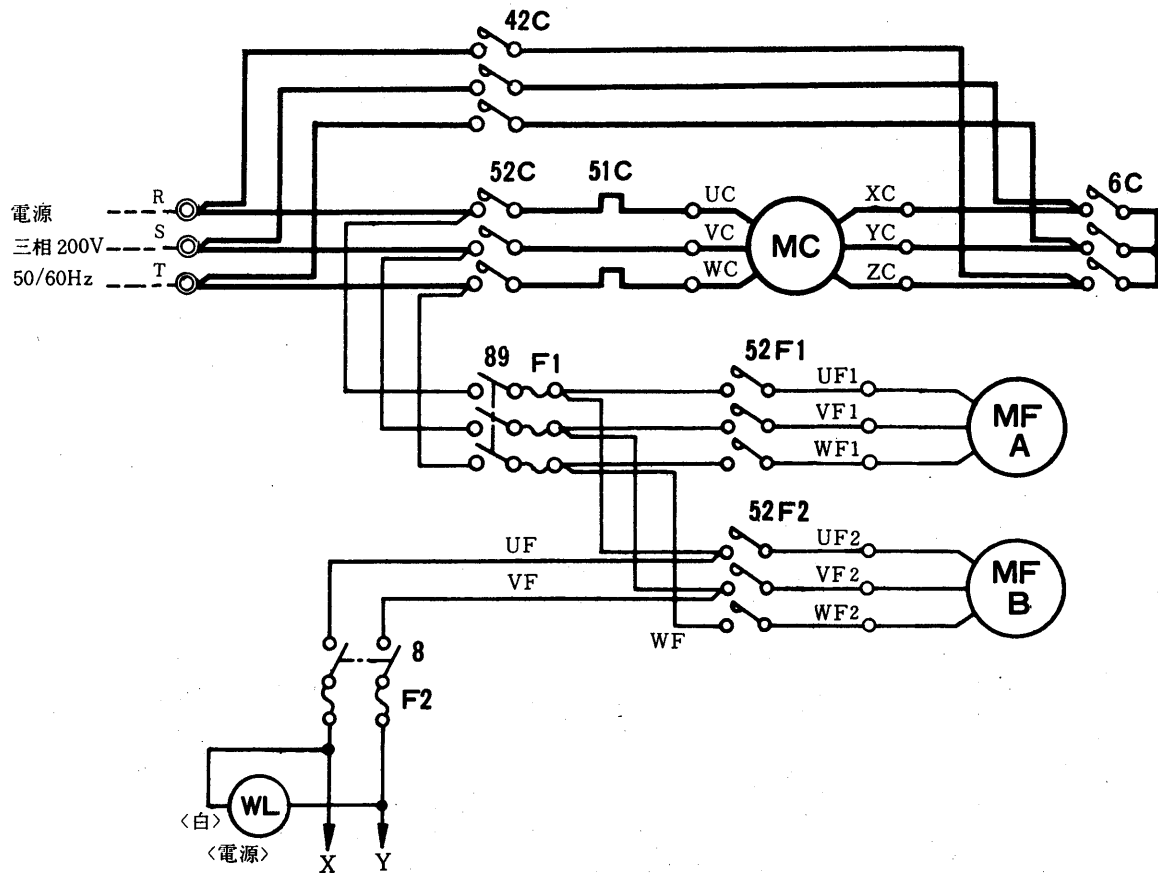 42C
52C
51C
6C
電源
三相 200V
50/60Hz
R
S
T
UC
VC
WC
MC
XC
YC
ZC
89
F1
52F1
UF1
VF1
WF1
MF
A
52F2
UF
VF
WF
UF2
VF2
WF2
MF
B
8
F2
WL
〈白〉
〈電源〉
X
Y